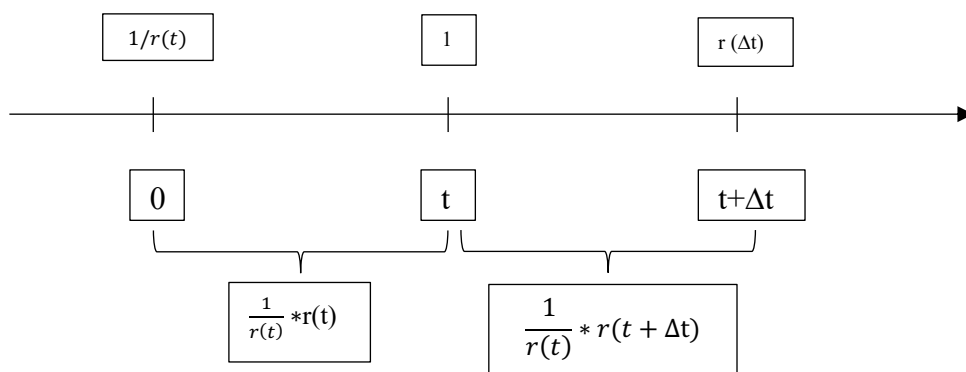 1/r(t)
1
r (Δt)
0
t
t+Δt
1/r(t) *r(t)
1/r(t) * r(t + Δt)